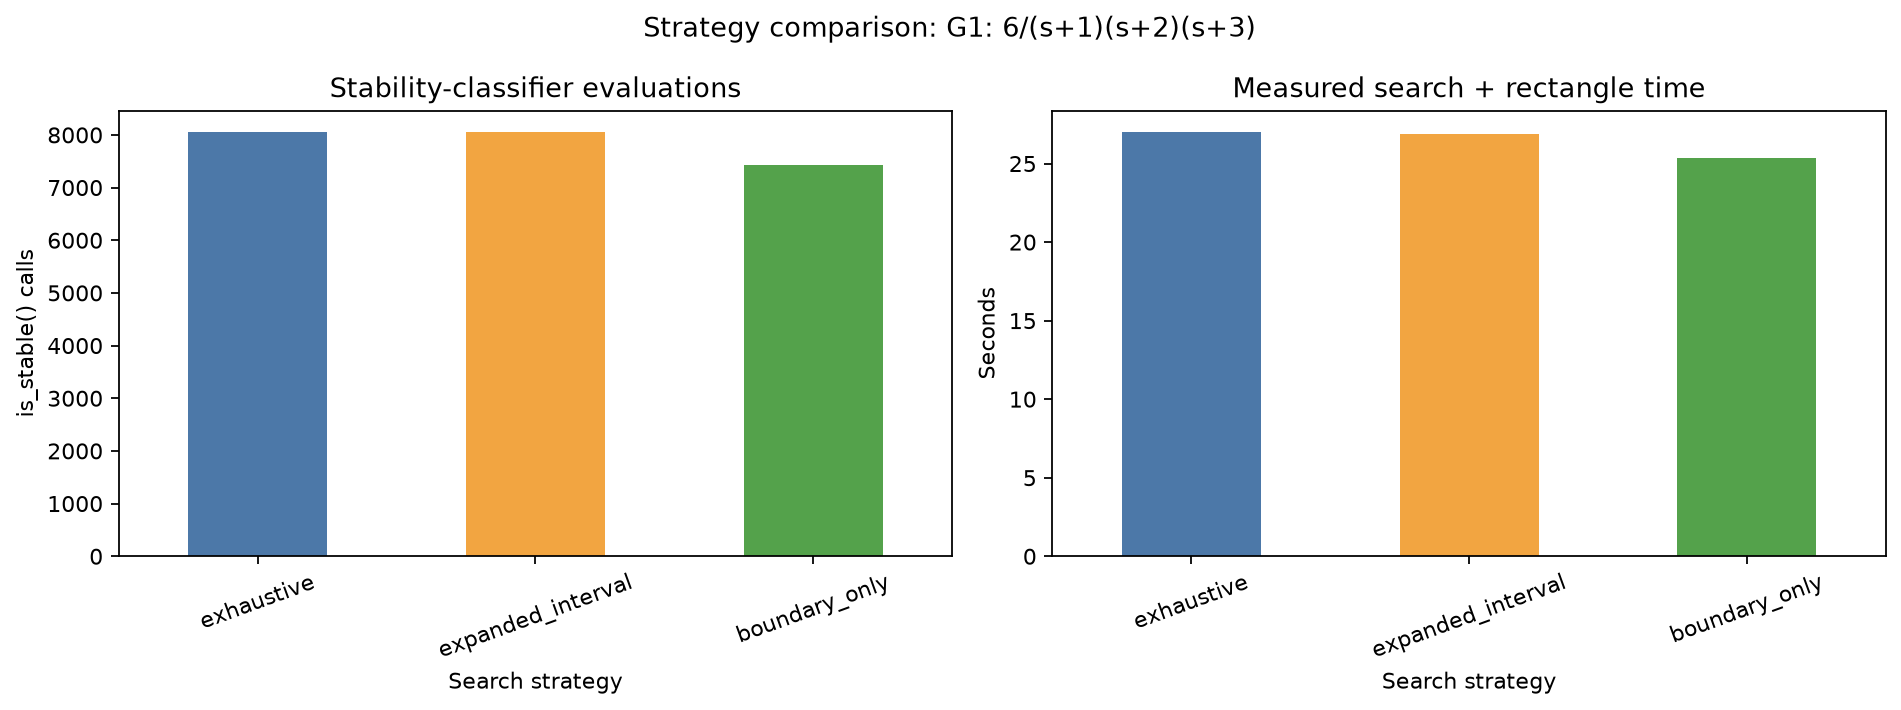 Strategy comparison: G1: 6/(s+1)(s+2)(s+3)
Stability-classifier evaluations
is_stable() calls
8000
7000
6000
5000
4000
3000
2000
1000
0
exhaustive
expanded_interval
boundary_only
Search strategy
Measured search + rectangle time
Seconds
25
20
15
10
5
0
exhaustive
expanded_interval
boundary_only
Search strategy